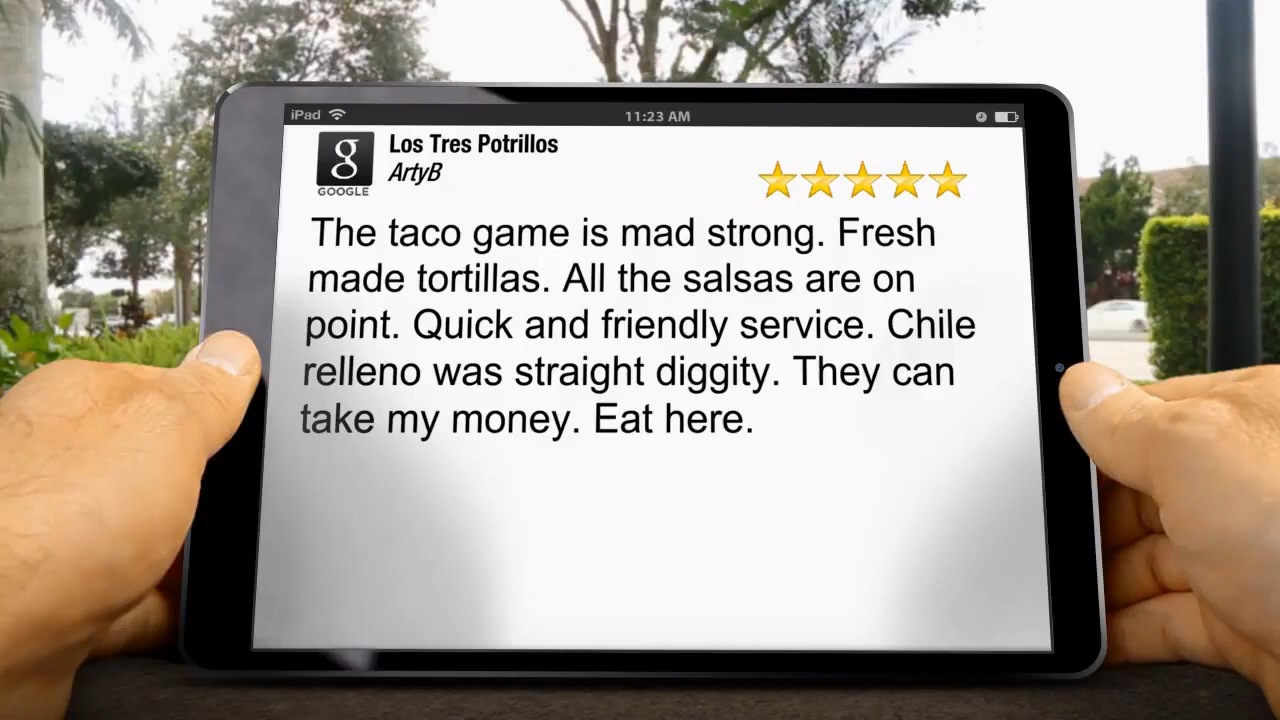 iPad
11:23 AM
g
GOOGLE
Los Tres Potrillos
ArtyB
The taco game is mad strong. Fresh
made tortillas. All the salsas are on
point. Quick and friendly service. Chile
relleno was straight diggity. They can
take my money. Eat here.